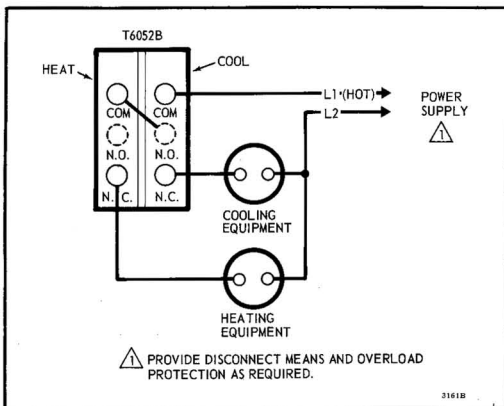 T6052B
HEAT
COOL
COM
COM
L1 (HOT)
L2
POWER
SUPPLY
1
N.O.
N.O.
N.C.
N.C.
COOLING
EQUIPMENT
HEATING
EQUIPMENT
1 PROVIDE DISCONNECT MEANS AND OVERLOAD
PROTECTION AS REQUIRED.
3161B